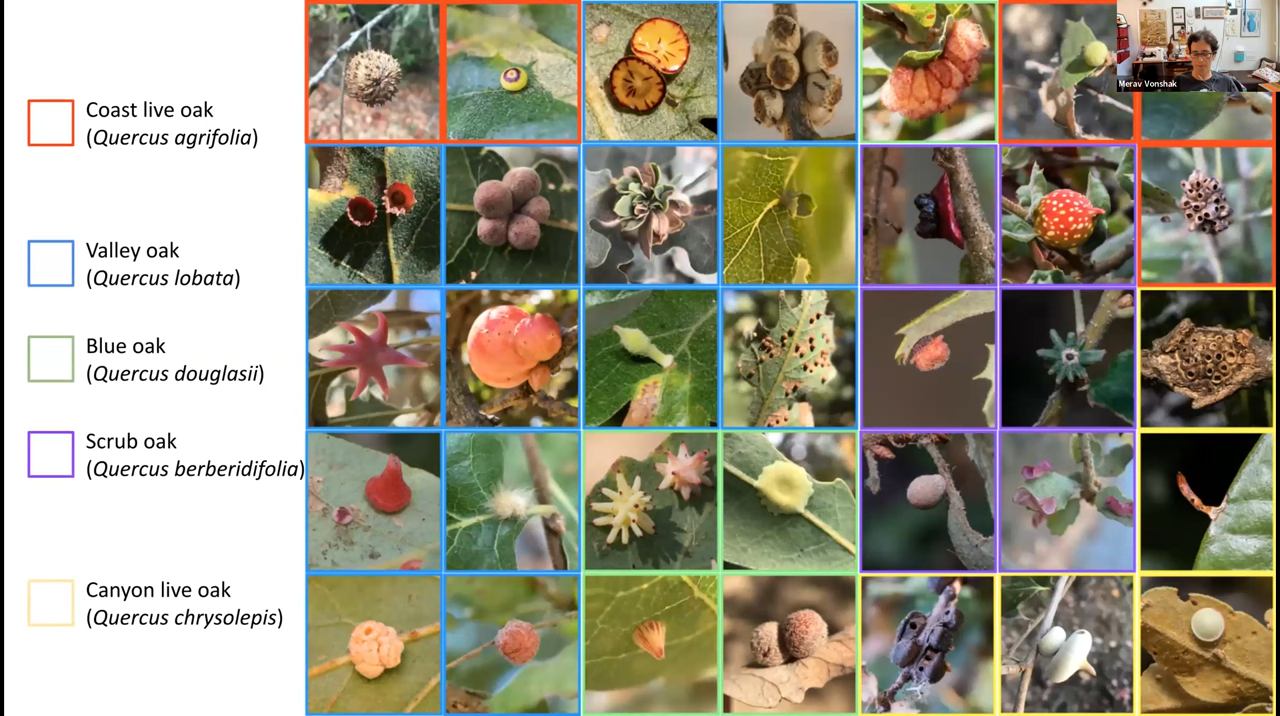 Coast live oak
(Quercus agrifolia)
Valley oak
(Quercus lobata)
Blue oak
(Quercus douglasii)
Scrub oak
(Quercus berberidifolia)
Canyon live oak
(Quercus chrysolepis)
Merav Vonshak